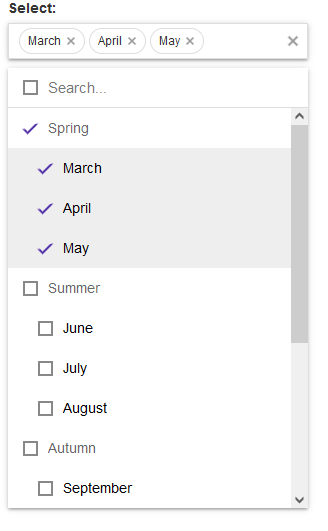 Select:
March April May
Search...
Spring
March
April
May
Summer
June
July
August
Autumn
September